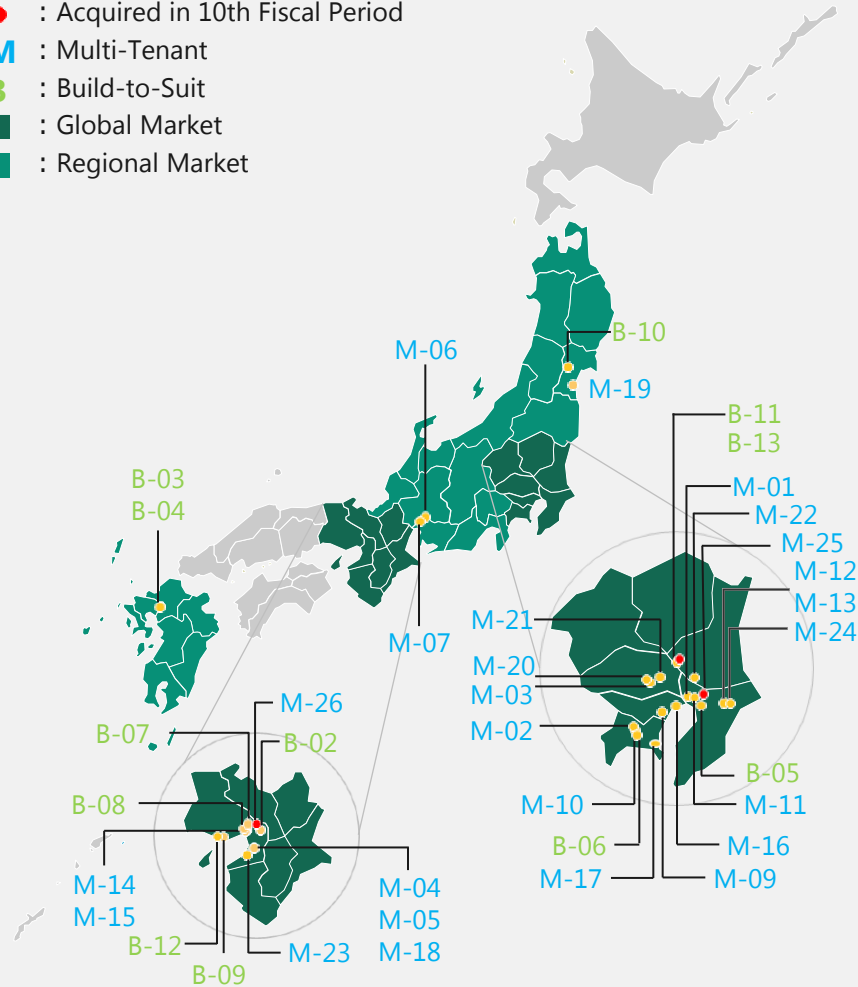 : Acquired in 10th Fiscal Period
M : Multi-Tenant
B : Build-to-Suit
: Global Market
: Regional Market
M-06
B-10
M-19
B-11
B-13
B-03
B-04
M-01
M-22
M-25
M-12
M-13
M-24
M-21
M-07
M-20
M-03
M-26
M-02
B-07
B-02
B-05
B-08
M-10
M-11
B-06
M-16
M-17
M-09
M-14
M-15
M-04
M-05
M-18
B-12
M-23
B-09